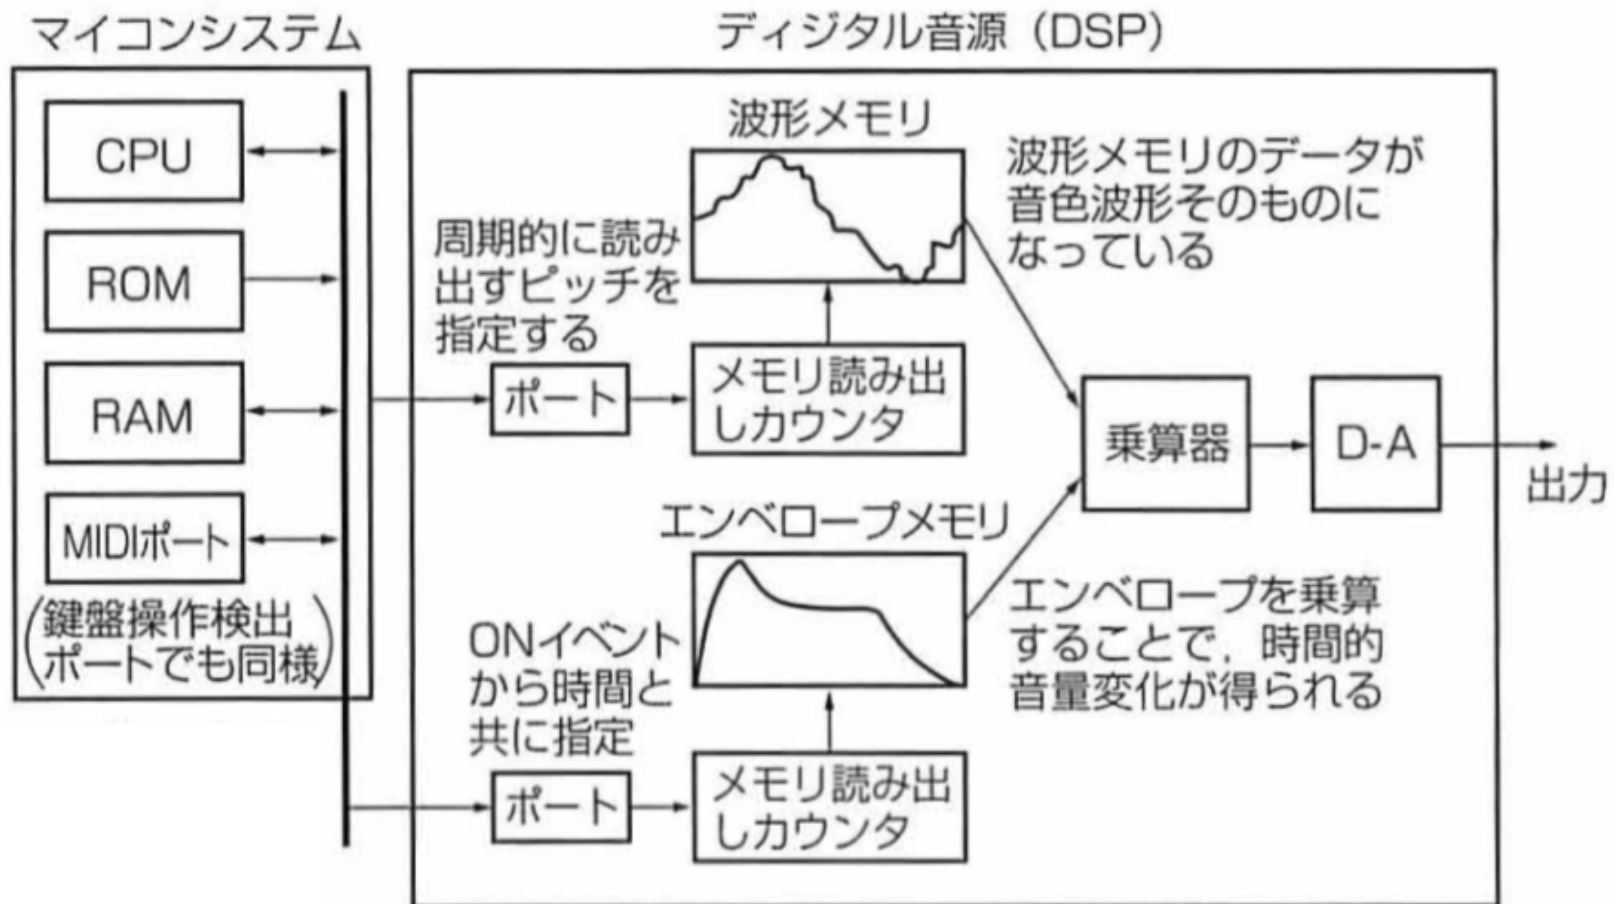 マイコンシステム
CPU
ROM
RAM
MIDIポート
(鍵盤操作検出
ポートでも同様)
ディジタル音源(DSP)
波形メモリ
波形メモリのデータが
音色波形そのものに
なっている
周期的に読み
出すピッチを
指定する
ポート
メモリ読み出
しカウンタ
乗算器
D-A
出力
エンベロープメモリ
エンベロープを乗算
することで,時間的
音量変化が得られる
ONイベント
から時間と
共に指定
ポート
メモリ読み出
しカウンタ